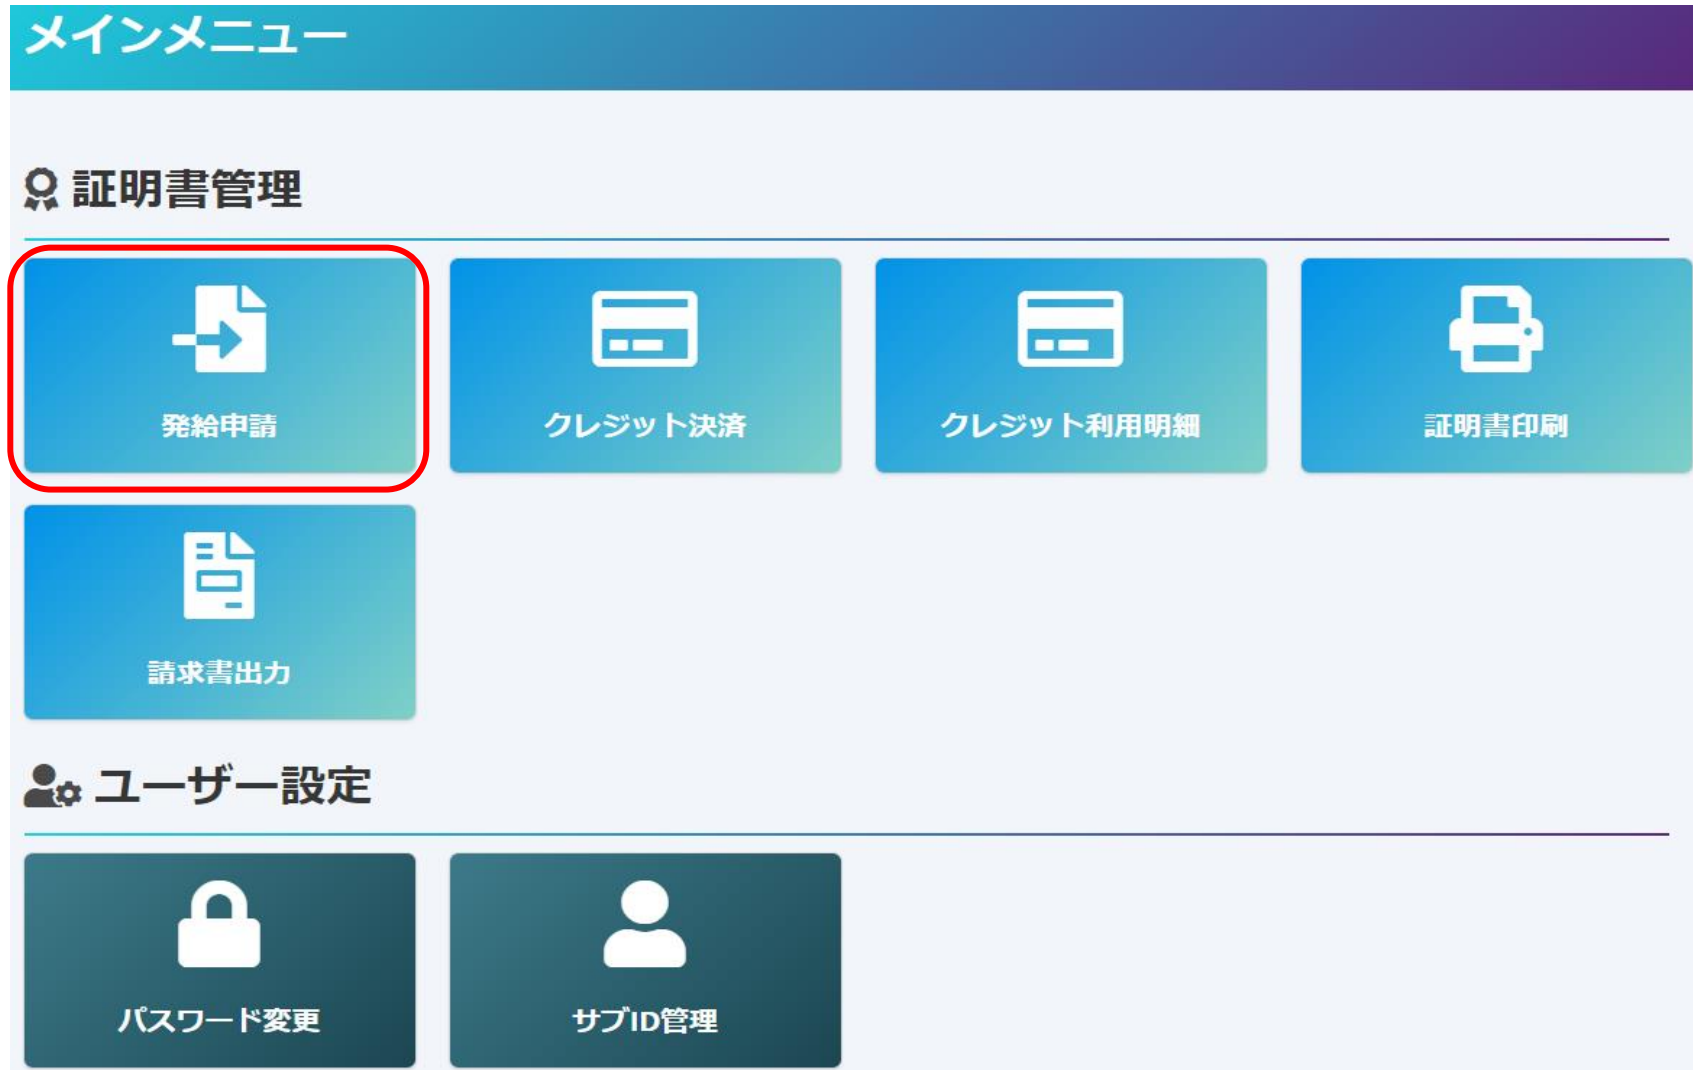 メインメニュー
証明書管理
発給申請
クレジット決済
クレジット利用明細
証明書印刷
請求書出力
ユーザー設定
パスワード変更
サブID管理